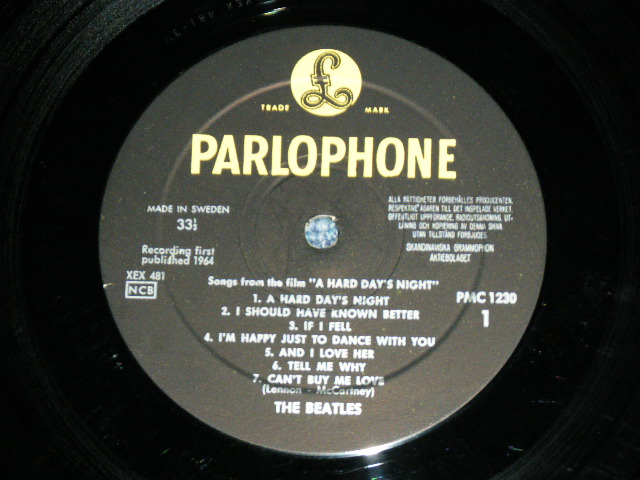 £
TRADE MARK
PARLOPHONE
MADE IN SWEDEN
33⅓
Recording first
published 1964
XEX 481
NCB
ALLA RÄTTIGHETER FÖRBEHÅLLES PRODUCENTEN,
RESPEKTIVE ÄGAREN TILL DET INSPELADE VERKET.
OFFENTLIGT UPPFÖRANDE, RADIOUTSÄNDNING, UT-
LÅNING OCH KOPIERING AV DENNA SKIVA
UTAN TILLSTÅND FÖRBJUDES.
SKANDINAVISKA GRAMMOPHON
AKTIEBOLAGET
Songs from the film "A HARD DAY'S NIGHT"
1. A HARD DAY'S NIGHT
2. I SHOULD HAVE KNOWN BETTER
3. IF I FELL
4. I'M HAPPY JUST TO DANCE WITH YOU
5. AND I LOVE HER
6. TELL ME WHY
7. CAN'T BUY ME LOVE
(Lennon - McCartney)
THE BEATLES
PMC 1230
1